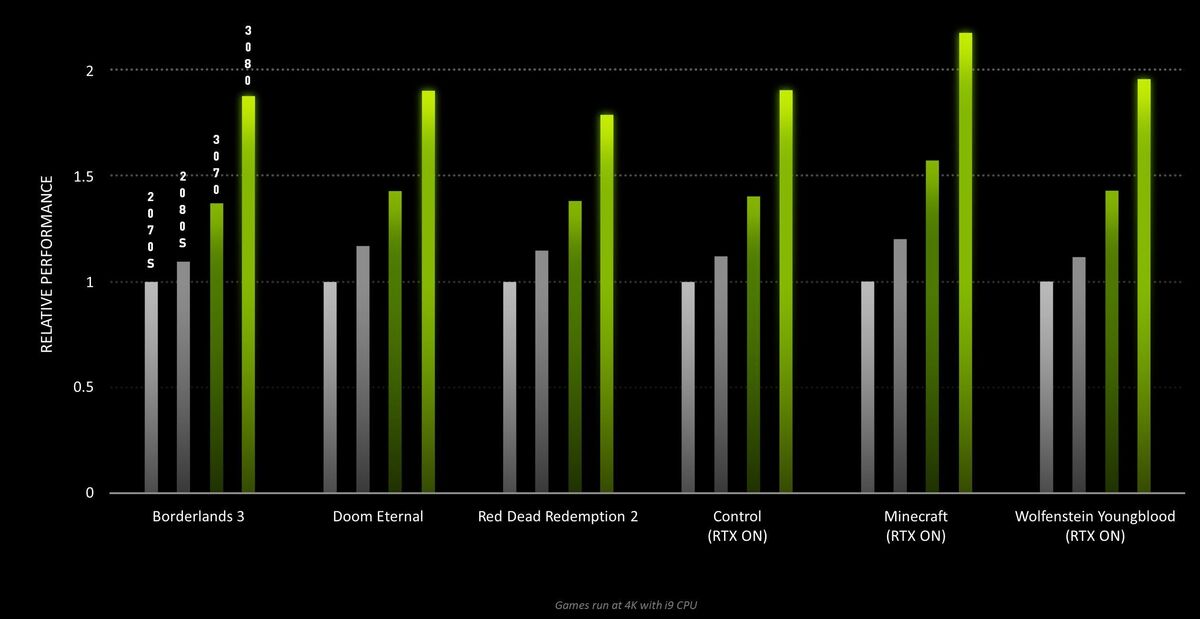 3080
3070
2080S
2070S
2
1.5
1
0.5
0
RELATIVE PERFORMANCE
Borderlands 3
Doom Eternal
Red Dead Redemption 2
Control
(RTX ON)
Minecraft
(RTX ON)
Wolfenstein Youngblood
(RTX ON)
Games run at 4K with i9 CPU